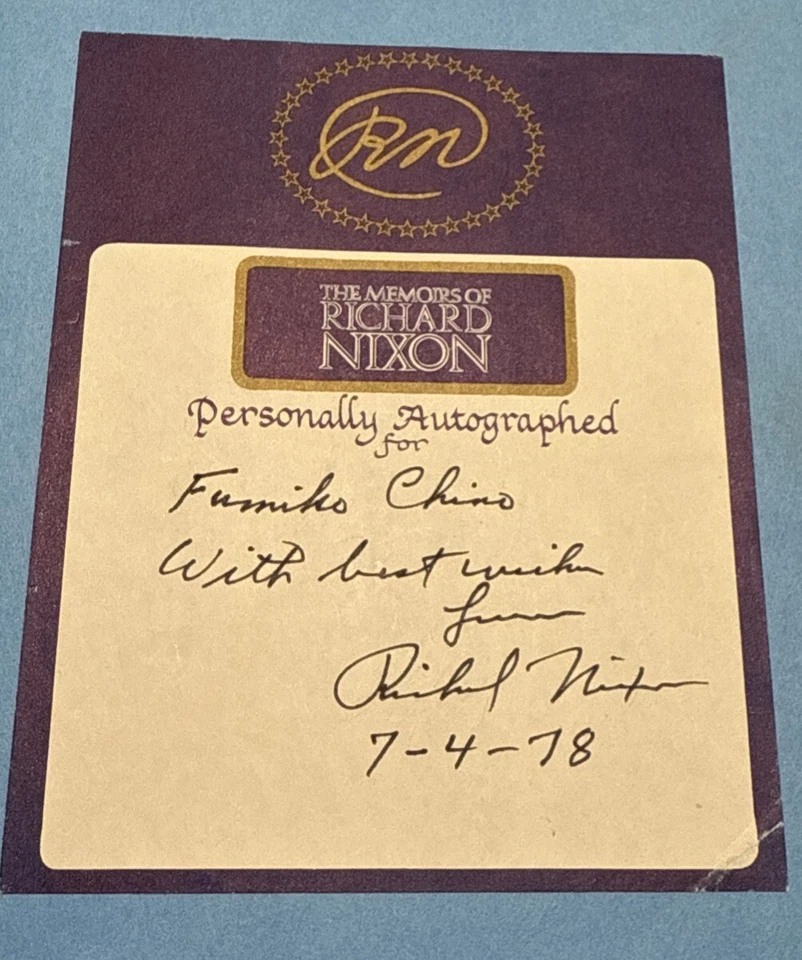 RN
THE MEMOIRS OF
RICHARD
NIXON
Personally Autographed
for
Fumiko Chino
With best wishes
from
Richard Nixon
7-4-78